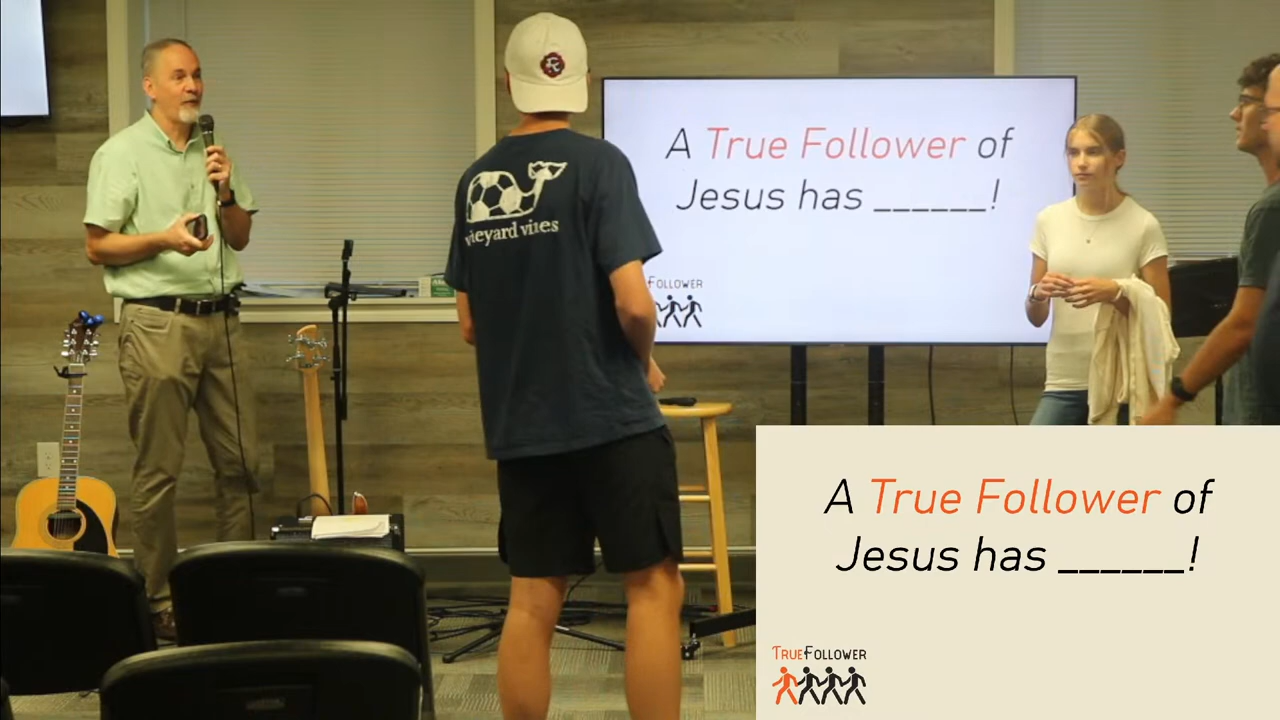 vineyard vines
A True Follower of
Jesus has ______!
FOLLOWER
A True Follower of
Jesus has ______!
TRUEFOLLOWER